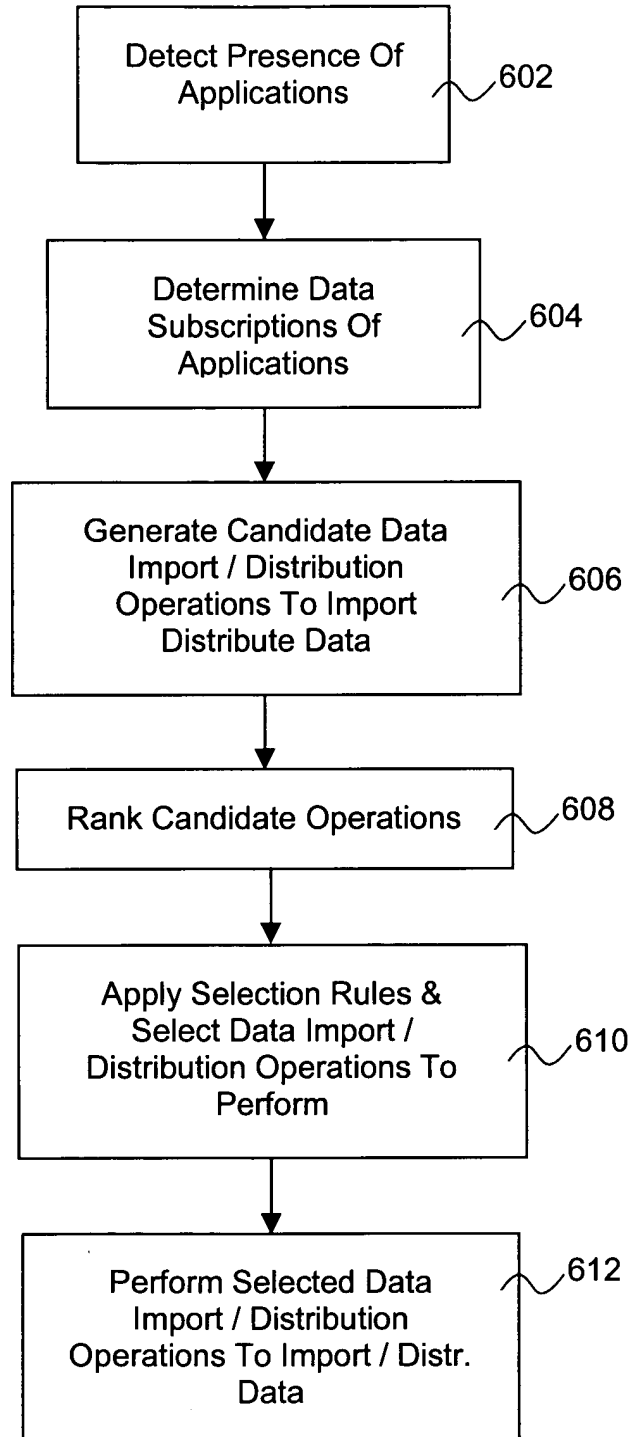 Detect Presence Of
Applications
602
Determine Data
Subscriptions Of
Applications
604
Generate Candidate Data
Import / Distribution
Operations To Import
Distribute Data
606
Rank Candidate Operations
608
Apply Selection Rules &
Select Data Import /
Distribution Operations To
Perform
610
Perform Selected Data
Import / Distribution
Operations To Import / Distr.
Data
612